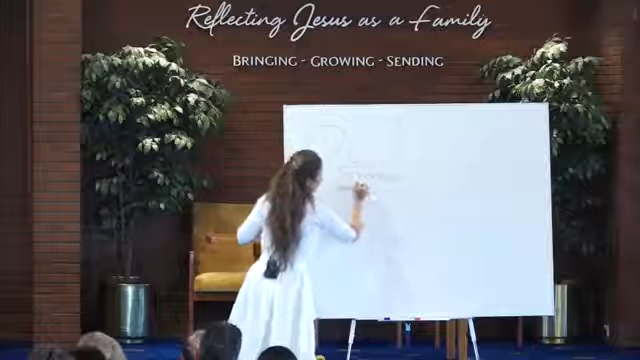 Reflecting Jesus as a Family
Bringing - Growing - Sending